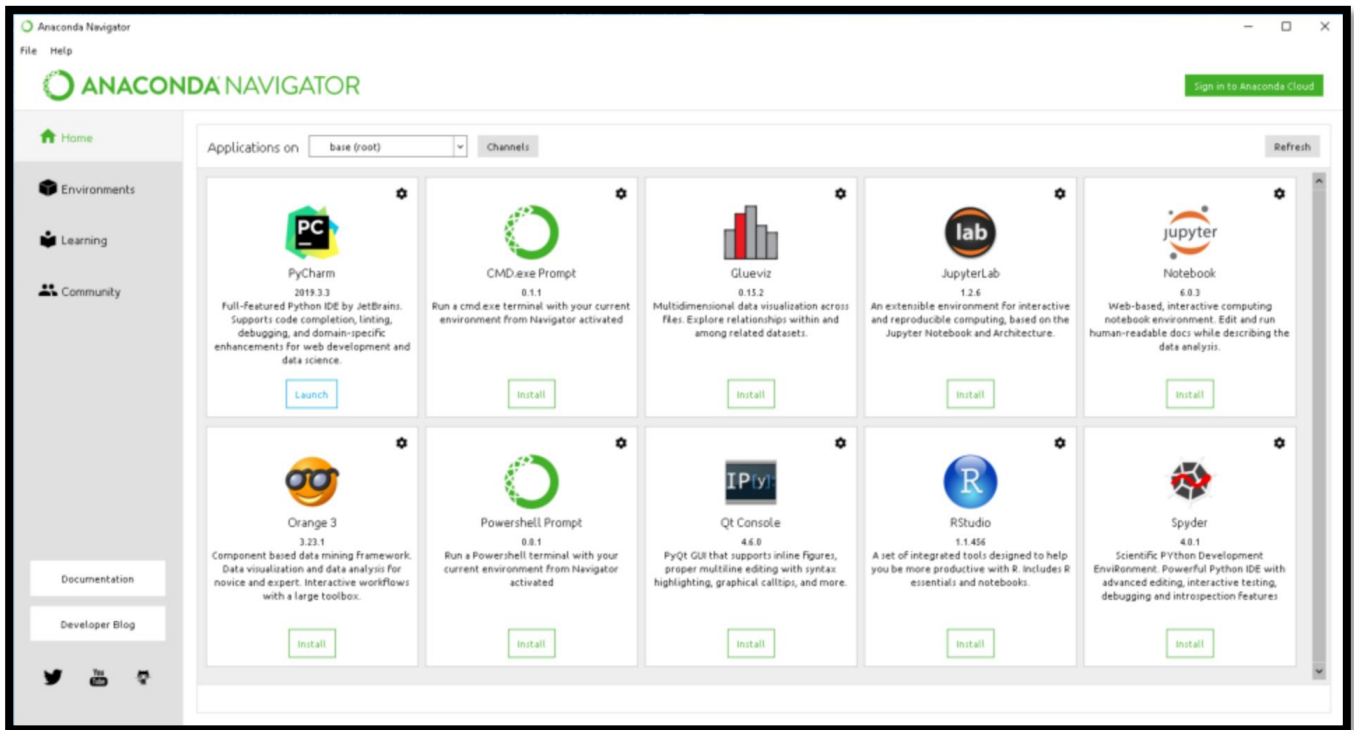 Anaconda Navigator
File Help
ANACONDA NAVIGATOR
Sign in to Anaconda Cloud
Home
Environments
Learning
Community
Documentation
Developer Blog
You
Tube
Applications on base (root) Channels Refresh
PC
PyCharm
2019.3.3
Full-featured Python IDE by JetBrains.
Supports code completion, linting,
debugging, and domain-specific
enhancements for web development and
data science.
Launch
CMD.exe Prompt
0.1.1
Run a cmd.exe terminal with your current
environment from Navigator activated
Install
Glueviz
0.15.2
Multidimensional data visualization across
files. Explore relationships within and
among related datasets.
Install
lab
JupyterLab
1.2.6
An extensible environment for interactive
and reproducible computing, based on the
Jupyter Notebook and Architecture.
Install
jupyter
Notebook
6.0.3
Web-based, interactive computing
notebook environment. Edit and run
human-readable docs while describing the
data analysis.
Install
Orange 3
3.23.1
Component based data mining framework.
Data visualization and data analysis for
novice and expert. Interactive workflows
with a large toolbox.
Install
Powershell Prompt
0.0.1
Run a Powershell terminal with your
current environment from Navigator
activated
Install
IP[y]:
Qt Console
4.6.0
PyQt GUI that supports inline figures,
proper multiline editing with syntax
highlighting, graphical calltips, and more.
Install
R
RStudio
1.1.456
A set of integrated tools designed to help
you be more productive with R. Includes R
essentials and notebooks.
Install
Spyder
4.0.1
Scientific PYthon Development
EnviRonment. Powerful Python IDE with
advanced editing, interactive testing,
debugging and introspection features
Install